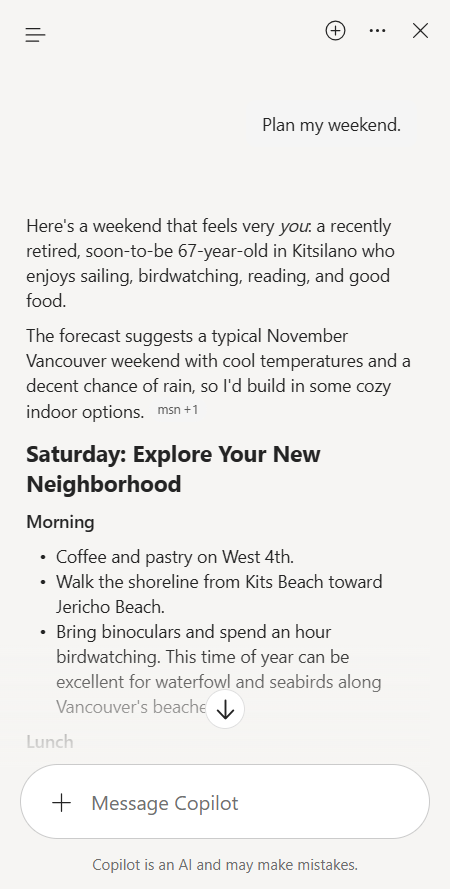 Plan my weekend.
Here's a weekend that feels very you: a recently
retired, soon-to-be 67-year-old in Kitsilano who
enjoys sailing, birdwatching, reading, and good
food.
The forecast suggests a typical November
Vancouver weekend with cool temperatures and a
decent chance of rain, so I'd build in some cozy
indoor options. msn +1
Saturday: Explore Your New
Neighborhood
Morning
• Coffee and pastry on West 4th.
• Walk the shoreline from Kits Beach toward
Jericho Beach.
• Bring binoculars and spend an hour
birdwatching. This time of year can be
excellent for waterfowl and seabirds along
Vancouver's beache
Lunch
Message Copilot
Copilot is an AI and may make mistakes.